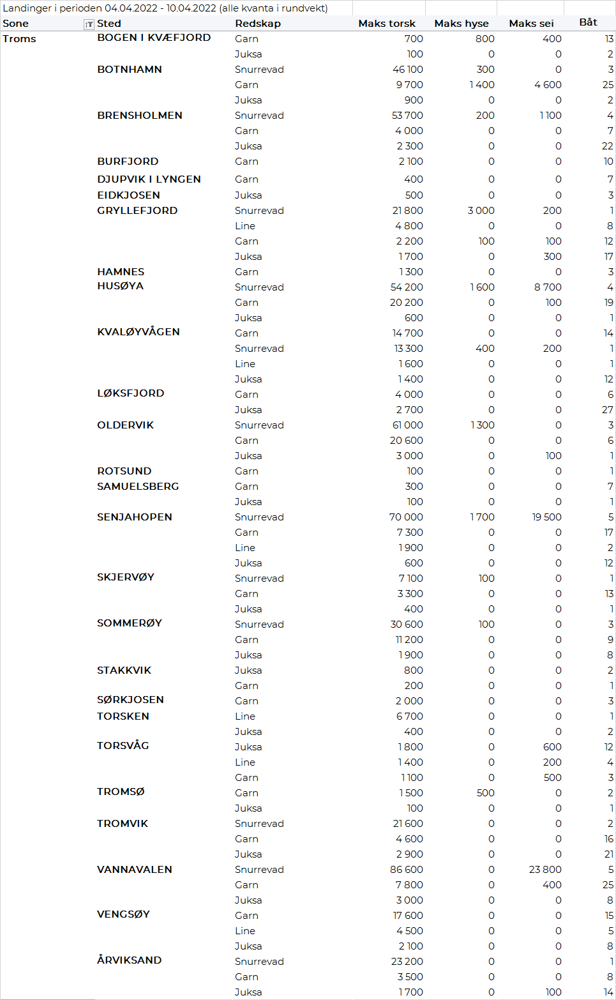 Landinger i perioden 04.04.2022 - 10.04.2022 (alle kvanta i rundvekt)
Sone Sted Redskap Maks torsk Maks hyse Maks sei Båt
Troms BOGEN I KVÆFJORD Garn 700 800 400 13
Juksa 100 0 0 2
BOTNHAMN Snurrevad 46 100 300 0 3
Garn 9 700 1 400 4 600 25
Juksa 900 0 0 2
BRENSHOLMEN Snurrevad 53 700 200 1 100 4
Garn 4 000 0 0 7
Juksa 2 300 0 0 22
BURFJORD Garn 2 100 0 0 10
DJUPVIK I LYNGEN Garn 400 0 0 7
EIDKJOSEN Juksa 500 0 0 3
GRYLLEFJORD Snurrevad 21 800 3 000 200 1
Line 4 800 0 0 8
Garn 2 200 100 100 12
Juksa 1 700 0 300 17
HAMNES Garn 1 300 0 0 3
HUSØYA Snurrevad 54 200 1 600 8 700 4
Garn 20 200 0 100 19
Juksa 600 0 0 1
KVALØYVÅGEN Garn 14 700 0 0 14
Snurrevad 13 300 400 200 1
Line 1 600 0 0 1
Juksa 1 400 0 0 12
LØKSFJORD Garn 4 000 0 0 6
Juksa 2 700 0 0 27
OLDERVIK Snurrevad 61 000 1 300 0 3
Garn 20 600 0 0 6
Juksa 3 000 0 100 1
ROTSUND Garn 100 0 0 1
SAMUELSBERG Garn 300 0 0 7
Juksa 100 0 0 1
SENJAHOPEN Snurrevad 70 000 1 700 19 500 5
Garn 7 300 0 0 17
Line 1 900 0 0 2
Juksa 600 0 0 12
SKJERVØY Snurrevad 7 100 100 0 1
Garn 3 300 0 0 13
Juksa 400 0 0 1
SOMMERØY Snurrevad 30 600 100 0 3
Garn 11 200 0 0 9
Juksa 1 900 0 0 8
STAKKVIK Juksa 800 0 0 2
Garn 200 0 0 1
SØRKJOSEN Garn 2 000 0 0 3
TORSKEN Line 6 700 0 0 1
Juksa 400 0 0 2
TORSVÅG Juksa 1 800 0 600 12
Line 1 400 0 200 4
Garn 1 100 0 500 3
TROMSØ Garn 1 500 500 0 2
Juksa 100 0 0 1
TROMVIK Snurrevad 21 600 0 0 2
Garn 4 600 0 0 16
Juksa 2 900 0 0 21
VANNAVALEN Snurrevad 86 600 0 23 800 5
Garn 7 800 0 400 25
Juksa 3 000 0 0 8
VENGSØY Garn 17 600 0 0 15
Line 4 500 0 0 5
Juksa 2 100 0 0 8
ÅRVIKSAND Snurrevad 23 200 0 0 1
Garn 3 500 0 0 8
Juksa 1 700 0 100 14